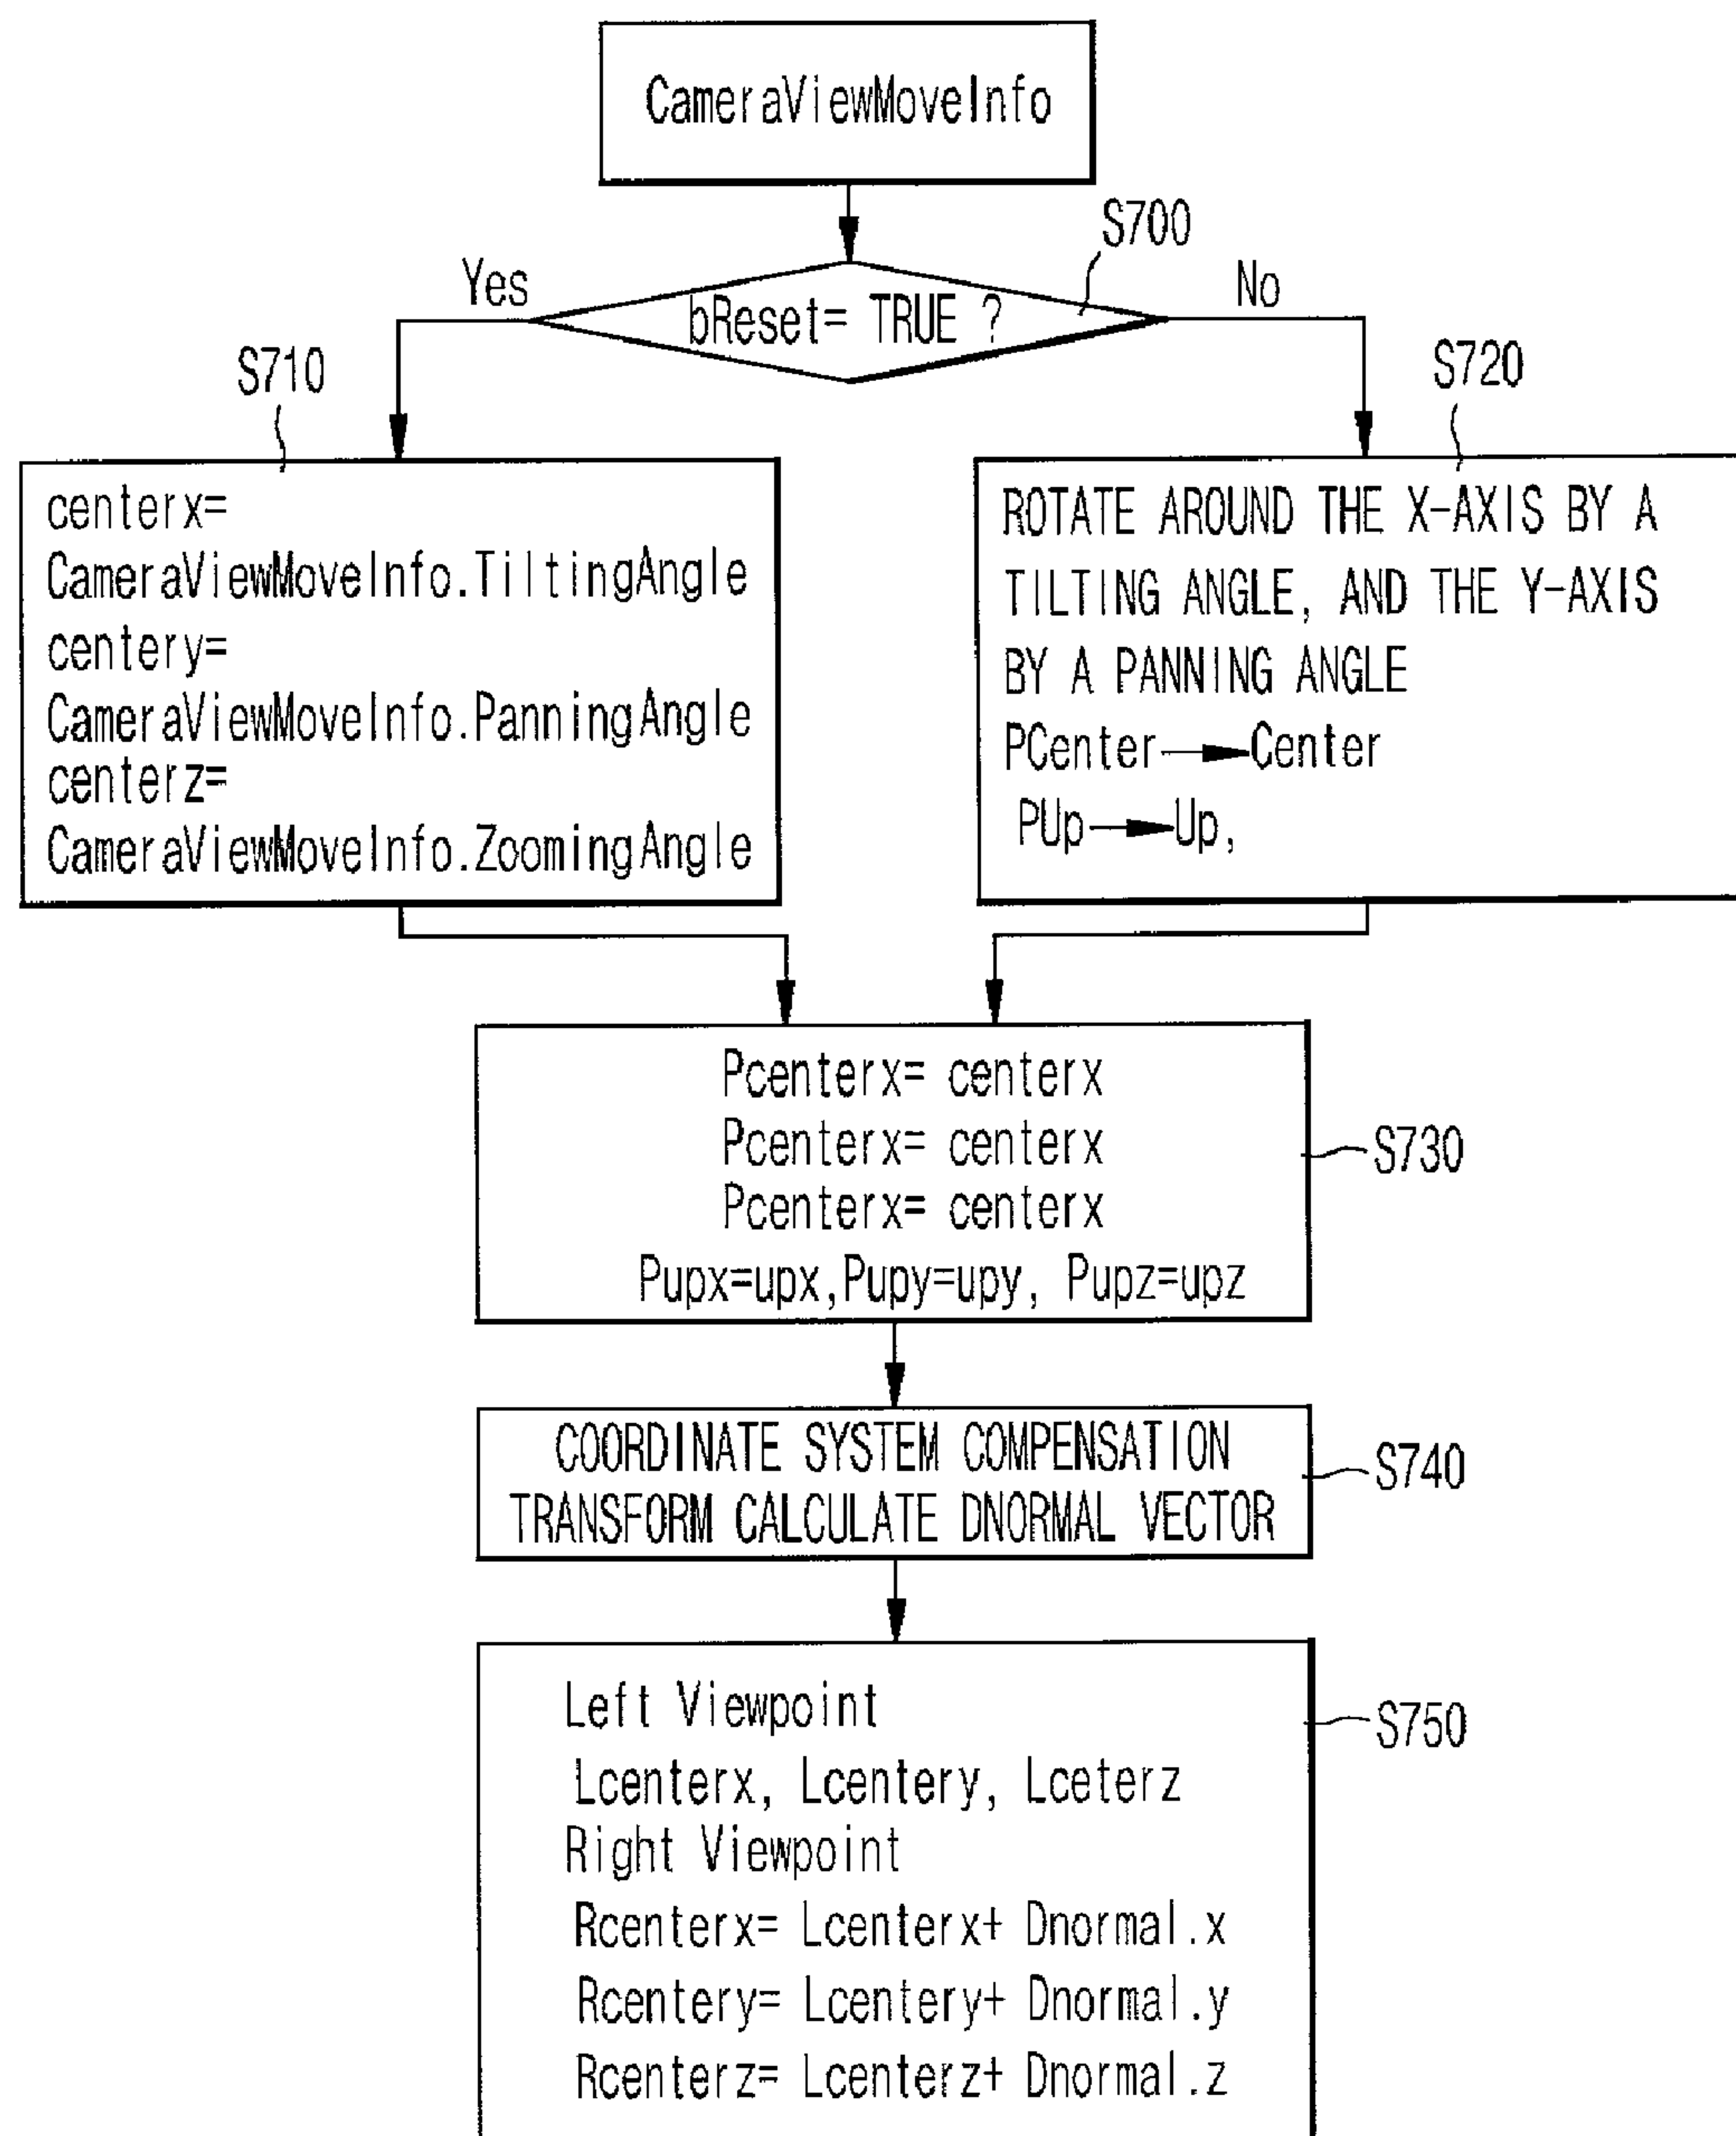 CameraViewMoveInfo
S700
Yes
bReset= TRUE ?
No
S710
S720
centerx=
CameraViewMoveInfo.TiltingAngle
centery=
CameraViewMoveInfo.PanningAngle
centerz=
CameraViewMoveInfo.ZoomingAngle
ROTATE AROUND THE X-AXIS BY A
TILTING ANGLE, AND THE Y-AXIS
BY A PANNING ANGLE
PCenter→Center
PUp→Up,
Pcenterx= centerx
Pcenterx= centerx
Pcenterx= centerx
Pupx=upx,Pupy=upy, Pupz=upz
S730
COORDINATE SYSTEM COMPENSATION
TRANSFORM CALCULATE DNORMAL VECTOR
S740
Left Viewpoint
Lcenterx, Lcentery, Lceterz
Right Viewpoint
Rcenterx= Lcenterx+ Dnormal.x
Rcentery= Lcentery+ Dnormal.y
Rcenterz= Lcenterz+ Dnormal.z
S750